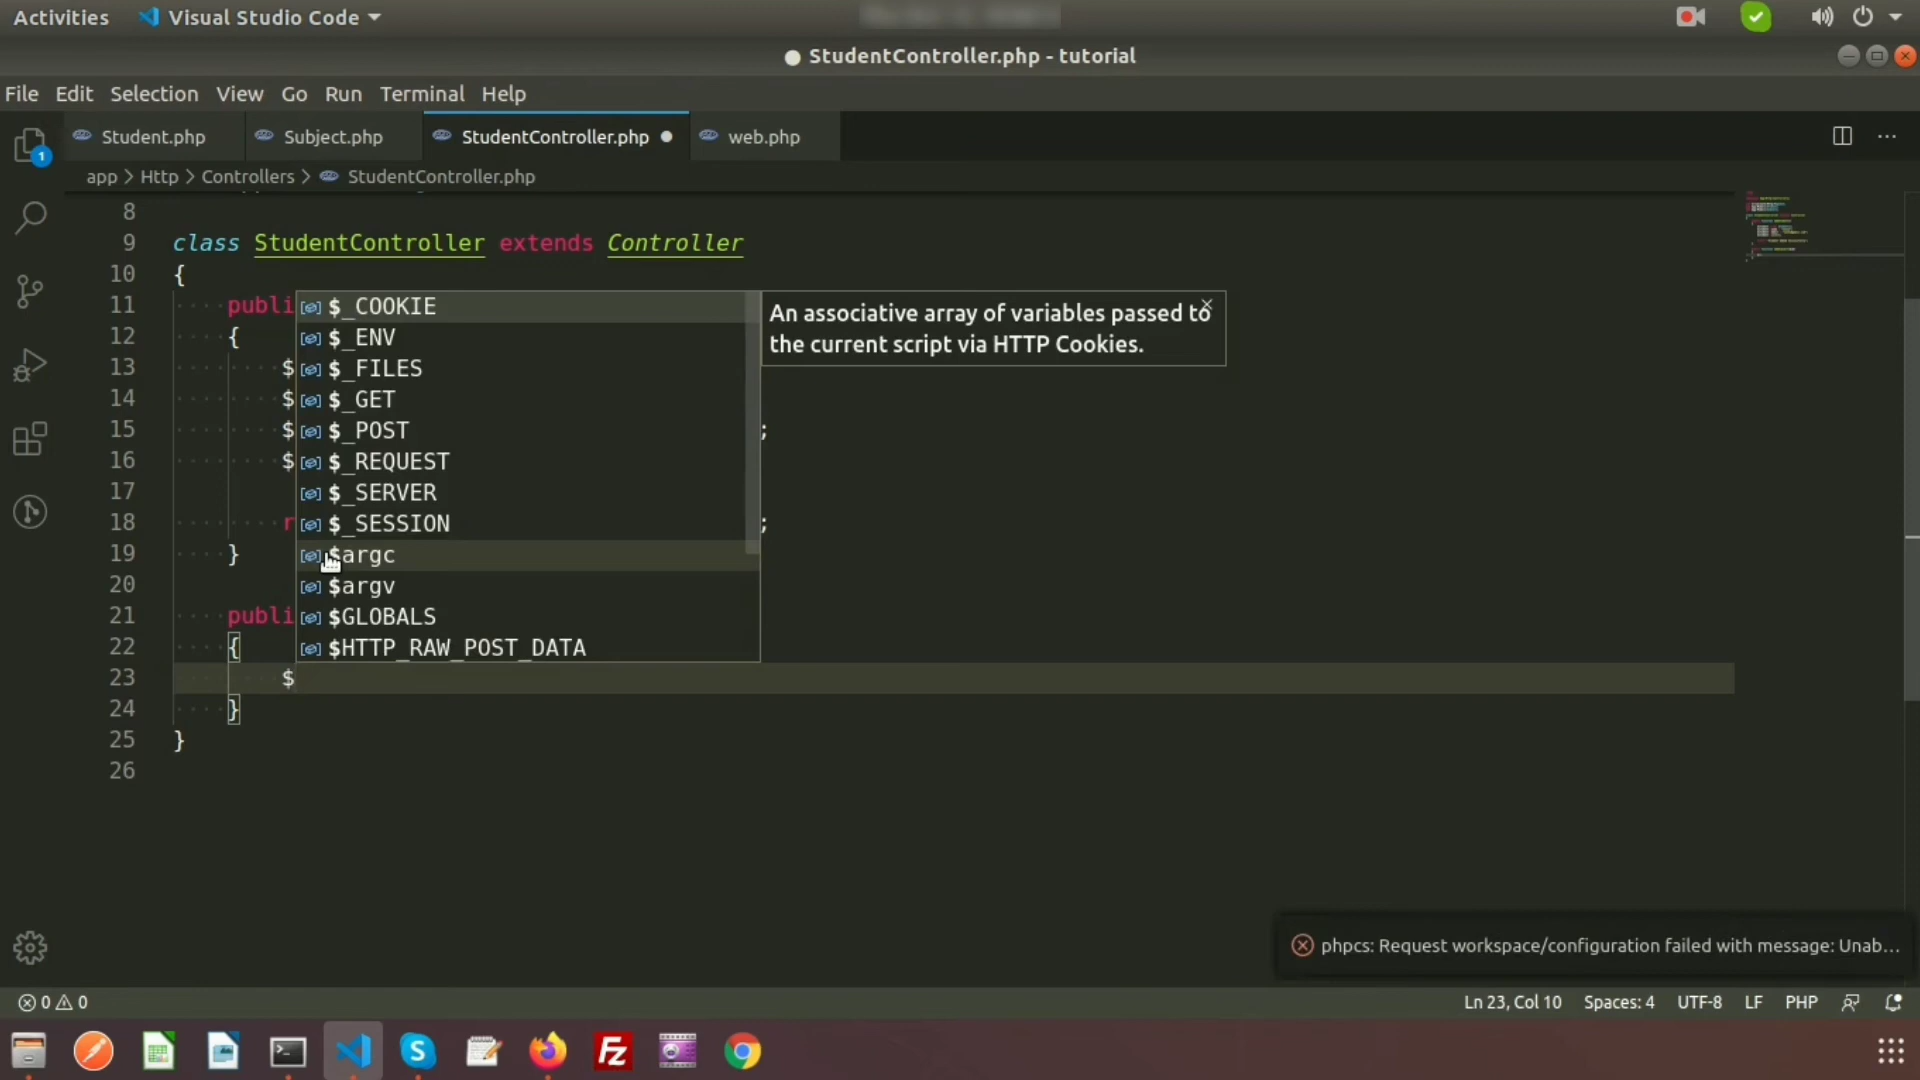 Activities Visual Studio Code
StudentController.php - tutorial
File Edit Selection View Go Run Terminal Help
1 Student.php Subject.php StudentController.php web.php
app > Http > Controllers > StudentController.php
8
9 class StudentController extends Controller
10 {
11 publi
12 {
13 $
14 $
15 $ ;
16 $
17
18 r ;
19 }
20
21 publi
22 {
23 $
24 }
25 }
26
$_COOKIE
$_ENV
$_FILES
$_GET
$_POST
$_REQUEST
$_SERVER
$_SESSION
$argc
$argv
$GLOBALS
$HTTP_RAW_POST_DATA
An associative array of variables passed to
the current script via HTTP Cookies.
phpcs: Request workspace/configuration failed with message: Unab...
0 0 Ln 23, Col 10 Spaces: 4 UTF-8 LF PHP
S Fz